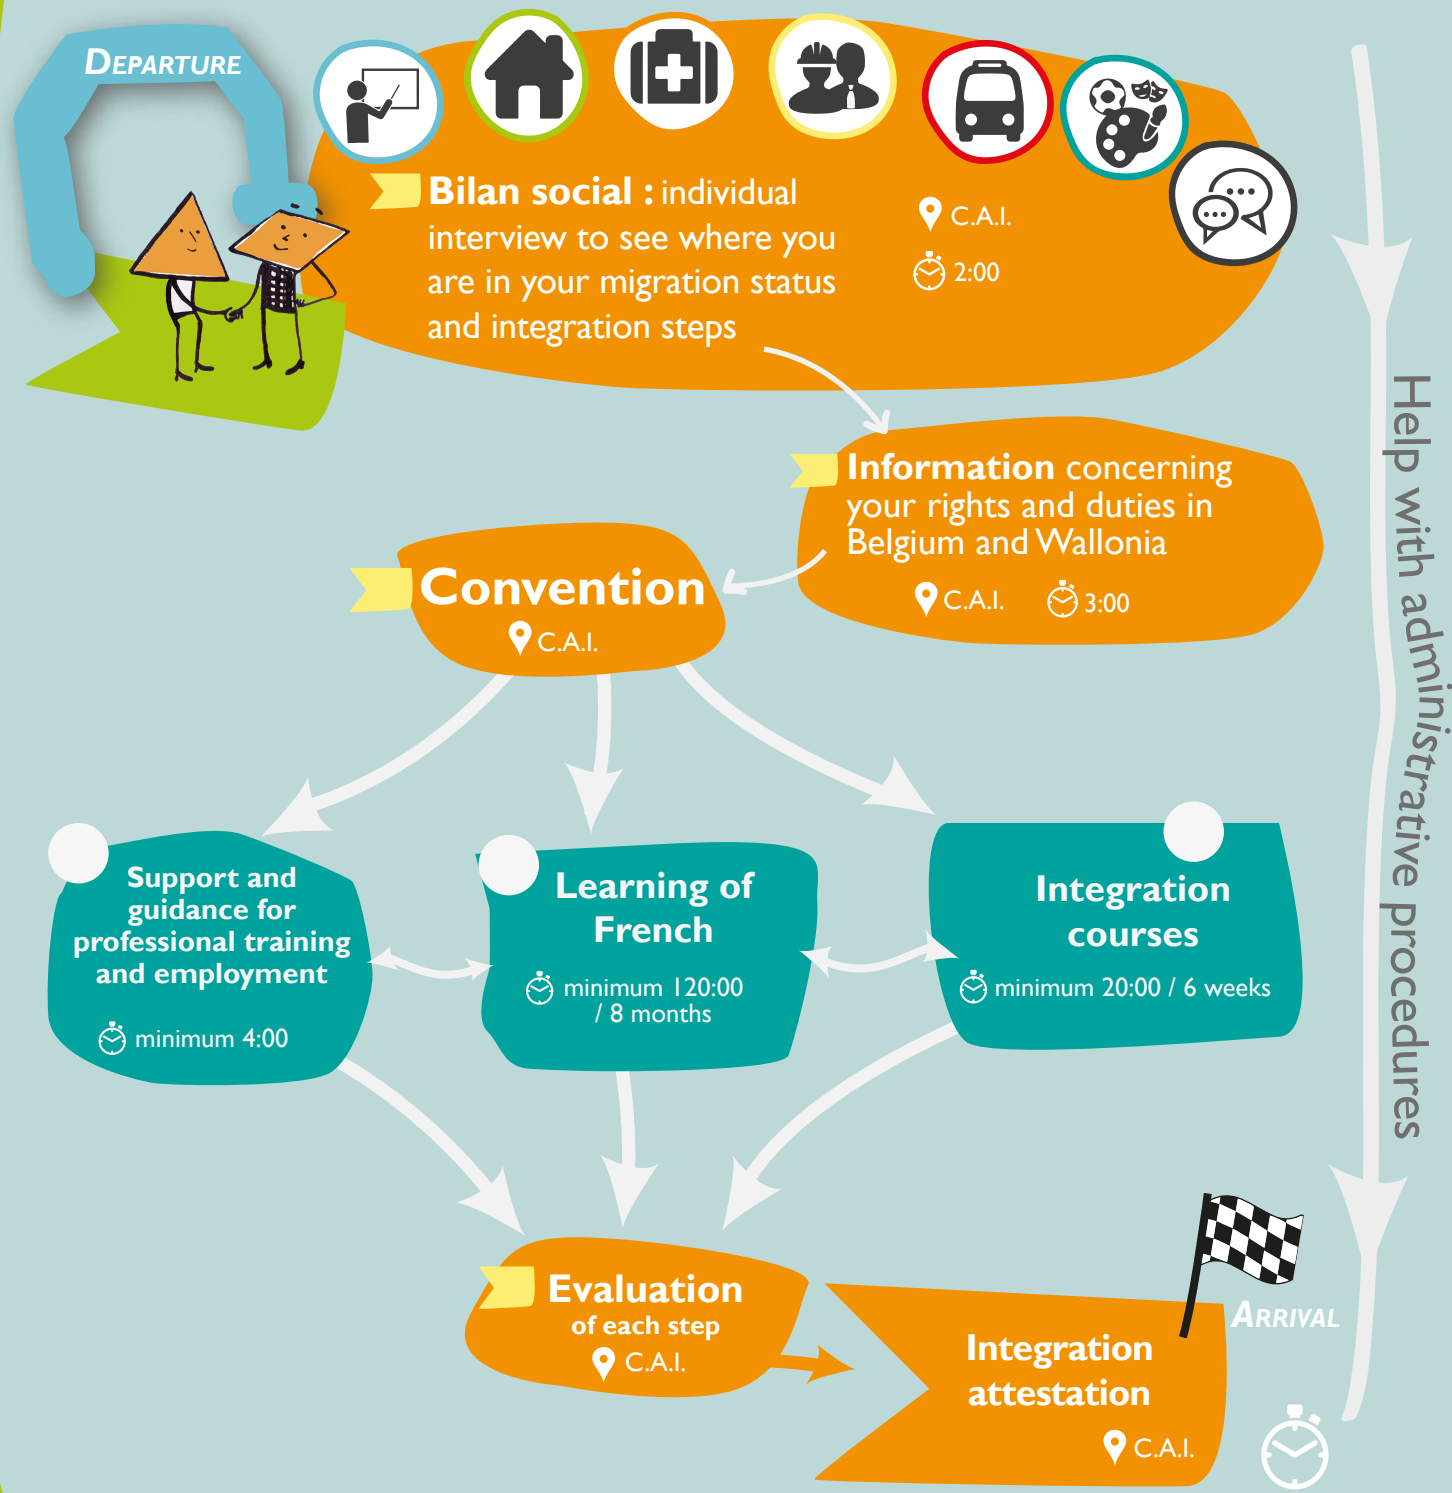 DEPARTURE
Bilan social : individual
interview to see where you
are in your migration status
and integration steps
C.A.I.
2:00
Information concerning
your rights and duties in
Belgium and Wallonia
C.A.I.
3:00
Convention
C.A.I.
Support and
guidance for
professional training
and employment
minimum 4:00
Learning of
French
minimum 120:00
/ 8 months
Integration
courses
minimum 20:00 / 6 weeks
Evaluation
of each step
C.A.I.
Integration
attestation
C.A.I.
ARRIVAL
Help with administrative procedures